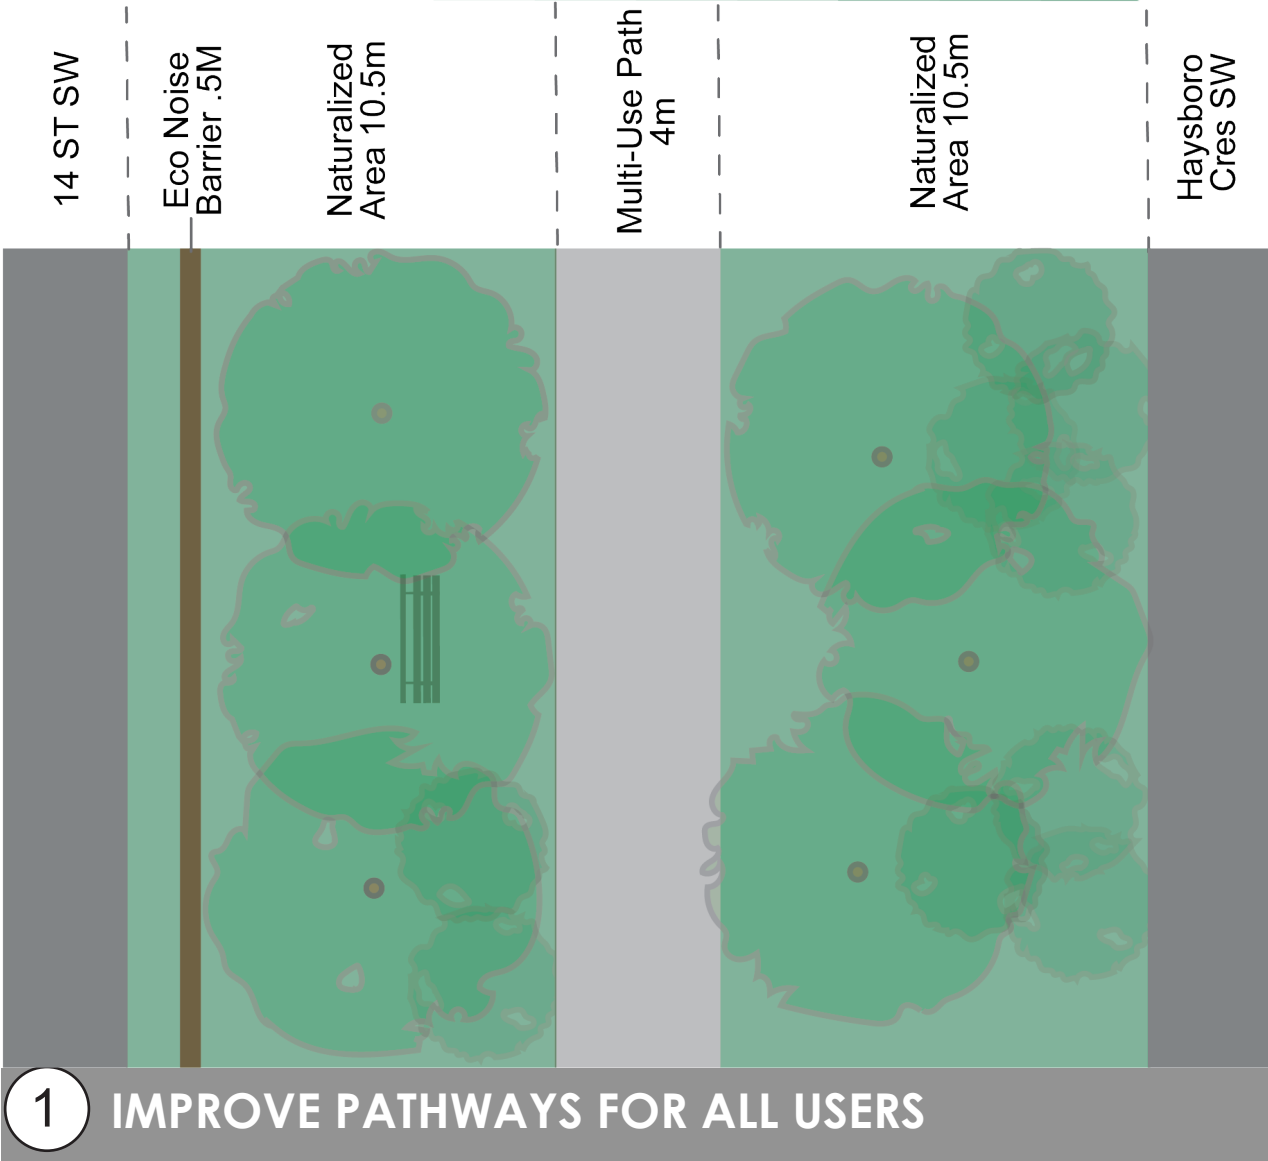 14 ST SW
Eco Noise
Barrier .5M
Naturalized
Area 10.5m
Multi-Use Path
4m
Naturalized
Area 10.5m
Haysboro
Cres SW
1
IMPROVE PATHWAYS FOR ALL USERS